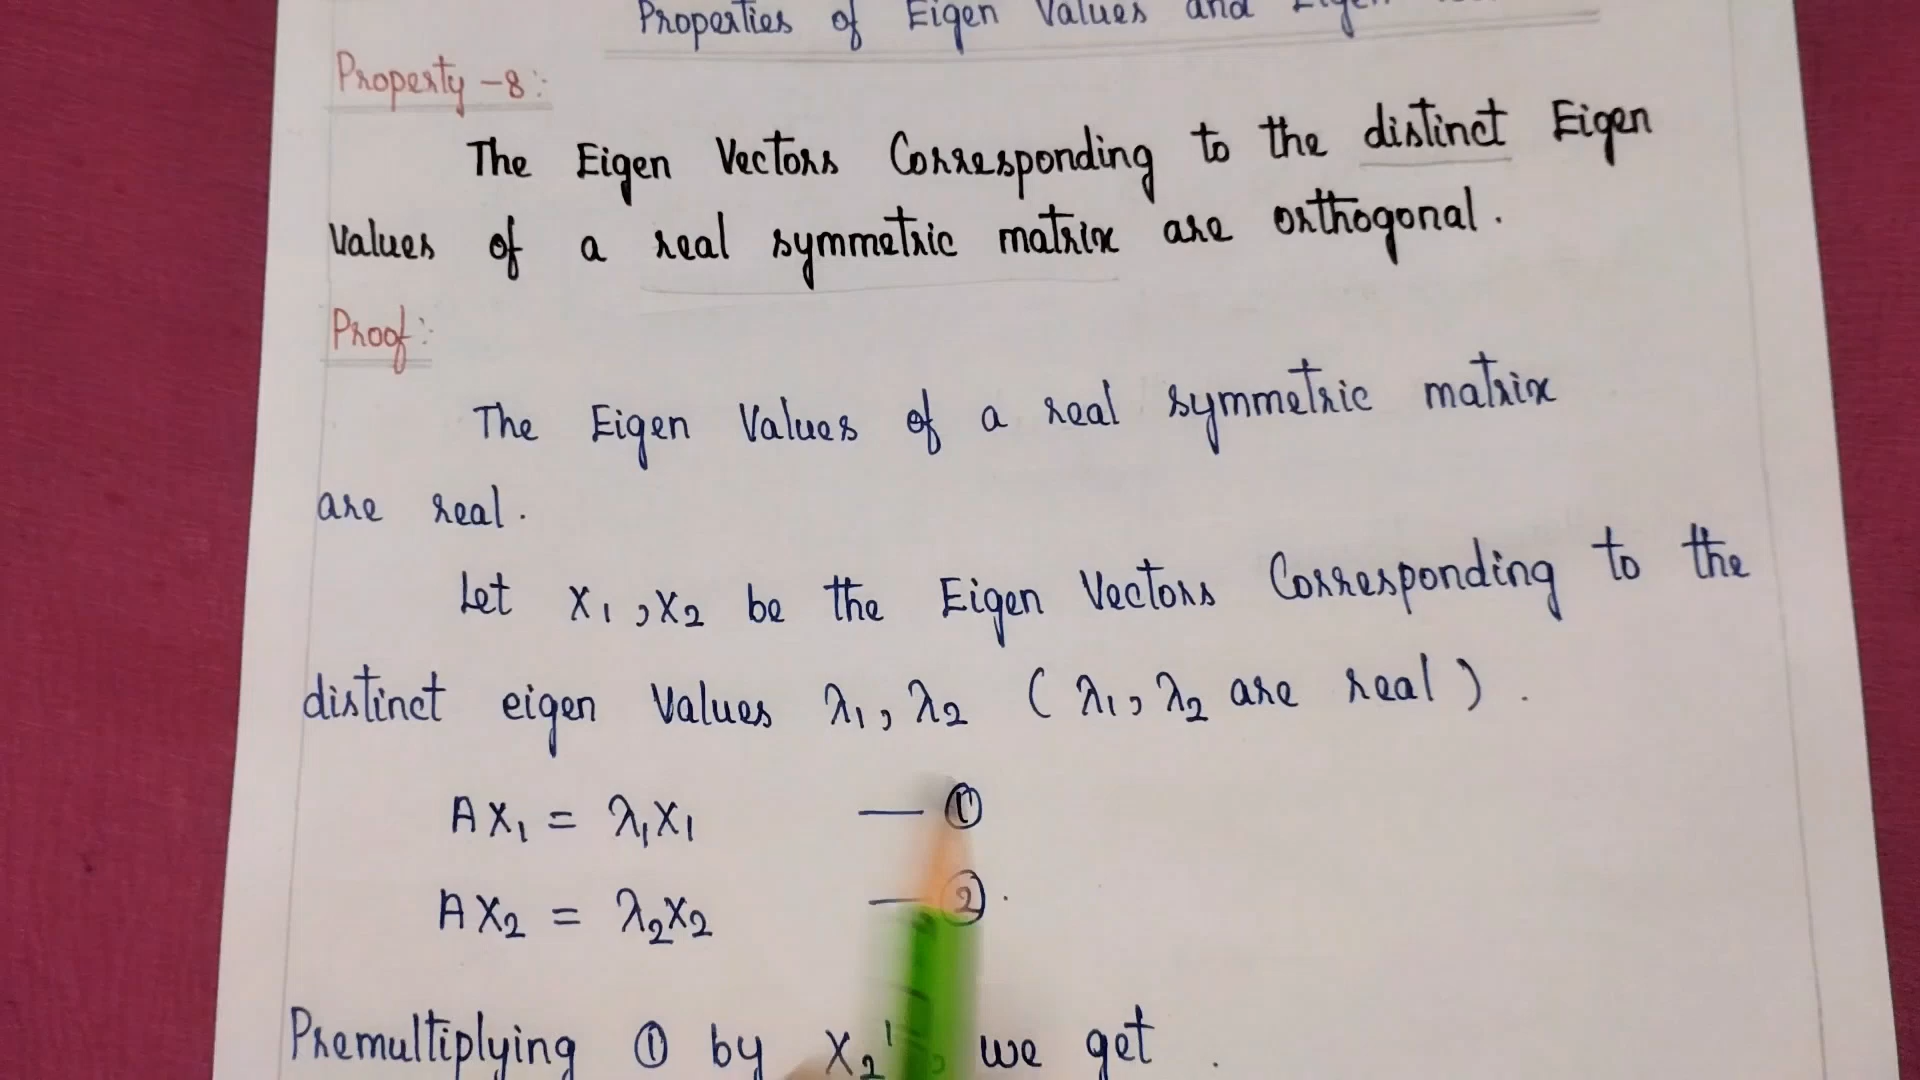 Properties of Eigen Values and Eigen
Property -8:
The Eigen Vectors Corresponding to the distinct Eigen
Values of a real symmetric matrix are orthogonal.
Proof:
The Eigen Values of a real symmetric matrix
are real.
Let X₁, X₂ be the Eigen Vectors Corresponding to the
distinct eigen Values λ₁, λ₂ (λ₁, λ₂ are real).
AX₁ = λ₁X₁ — ①
AX₂ = λ₂X₂ — ②.
Premultiplying ① by X₂', we get